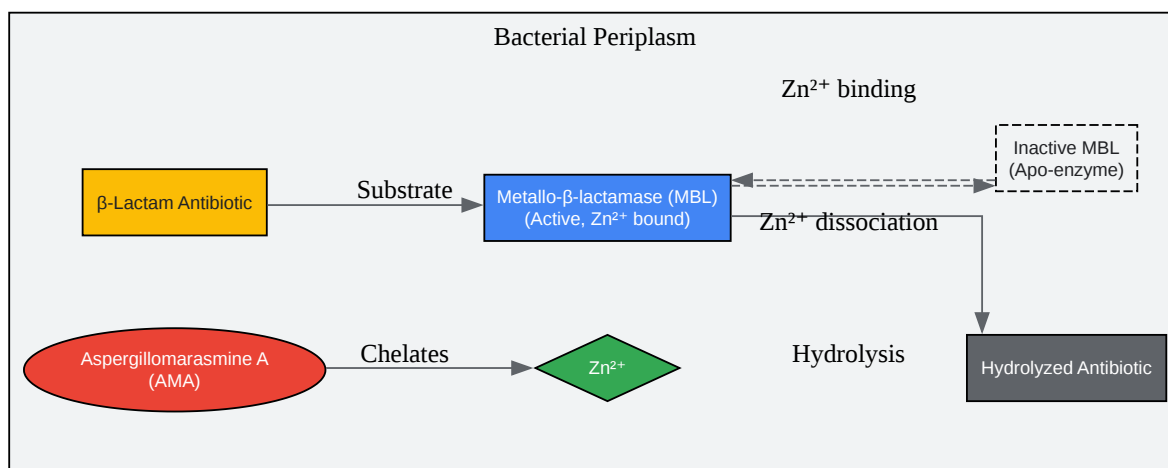 Bacterial Periplasm
Zn²⁺ binding
Inactive MBL
(Apo-enzyme)
β-Lactam Antibiotic
Substrate
Metallo-β-lactamase (MBL)
(Active, Zn²⁺ bound)
Zn²⁺ dissociation
Aspergillomarasmine A
(AMA)
Chelates
Zn²⁺
Hydrolysis
Hydrolyzed Antibiotic